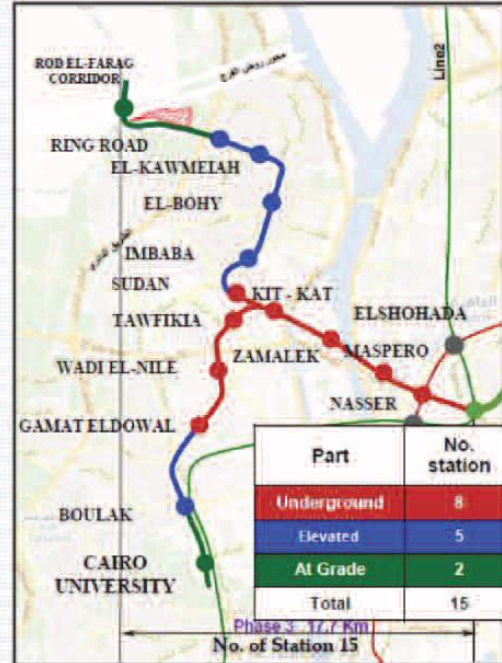 ROD EL-FARAG
CORRIDOR
محور روض الفرج
Line2
RING ROAD
EL-KAWMEIAH
EL-BOHY
IMBABA
SUDAN
KIT - KAT
TAWFIKIA
ELSHOHADA
ZAMALEK
MASPERO
WADI EL-NILE
NASSER
GAMAT ELDOWAL
BOULAK
CAIRO
UNIVERSITY
Part No. station
Underground 8
Elevated 5
At Grade 2
Total 15
Phase 3 17.7 Km
No. of Station 15